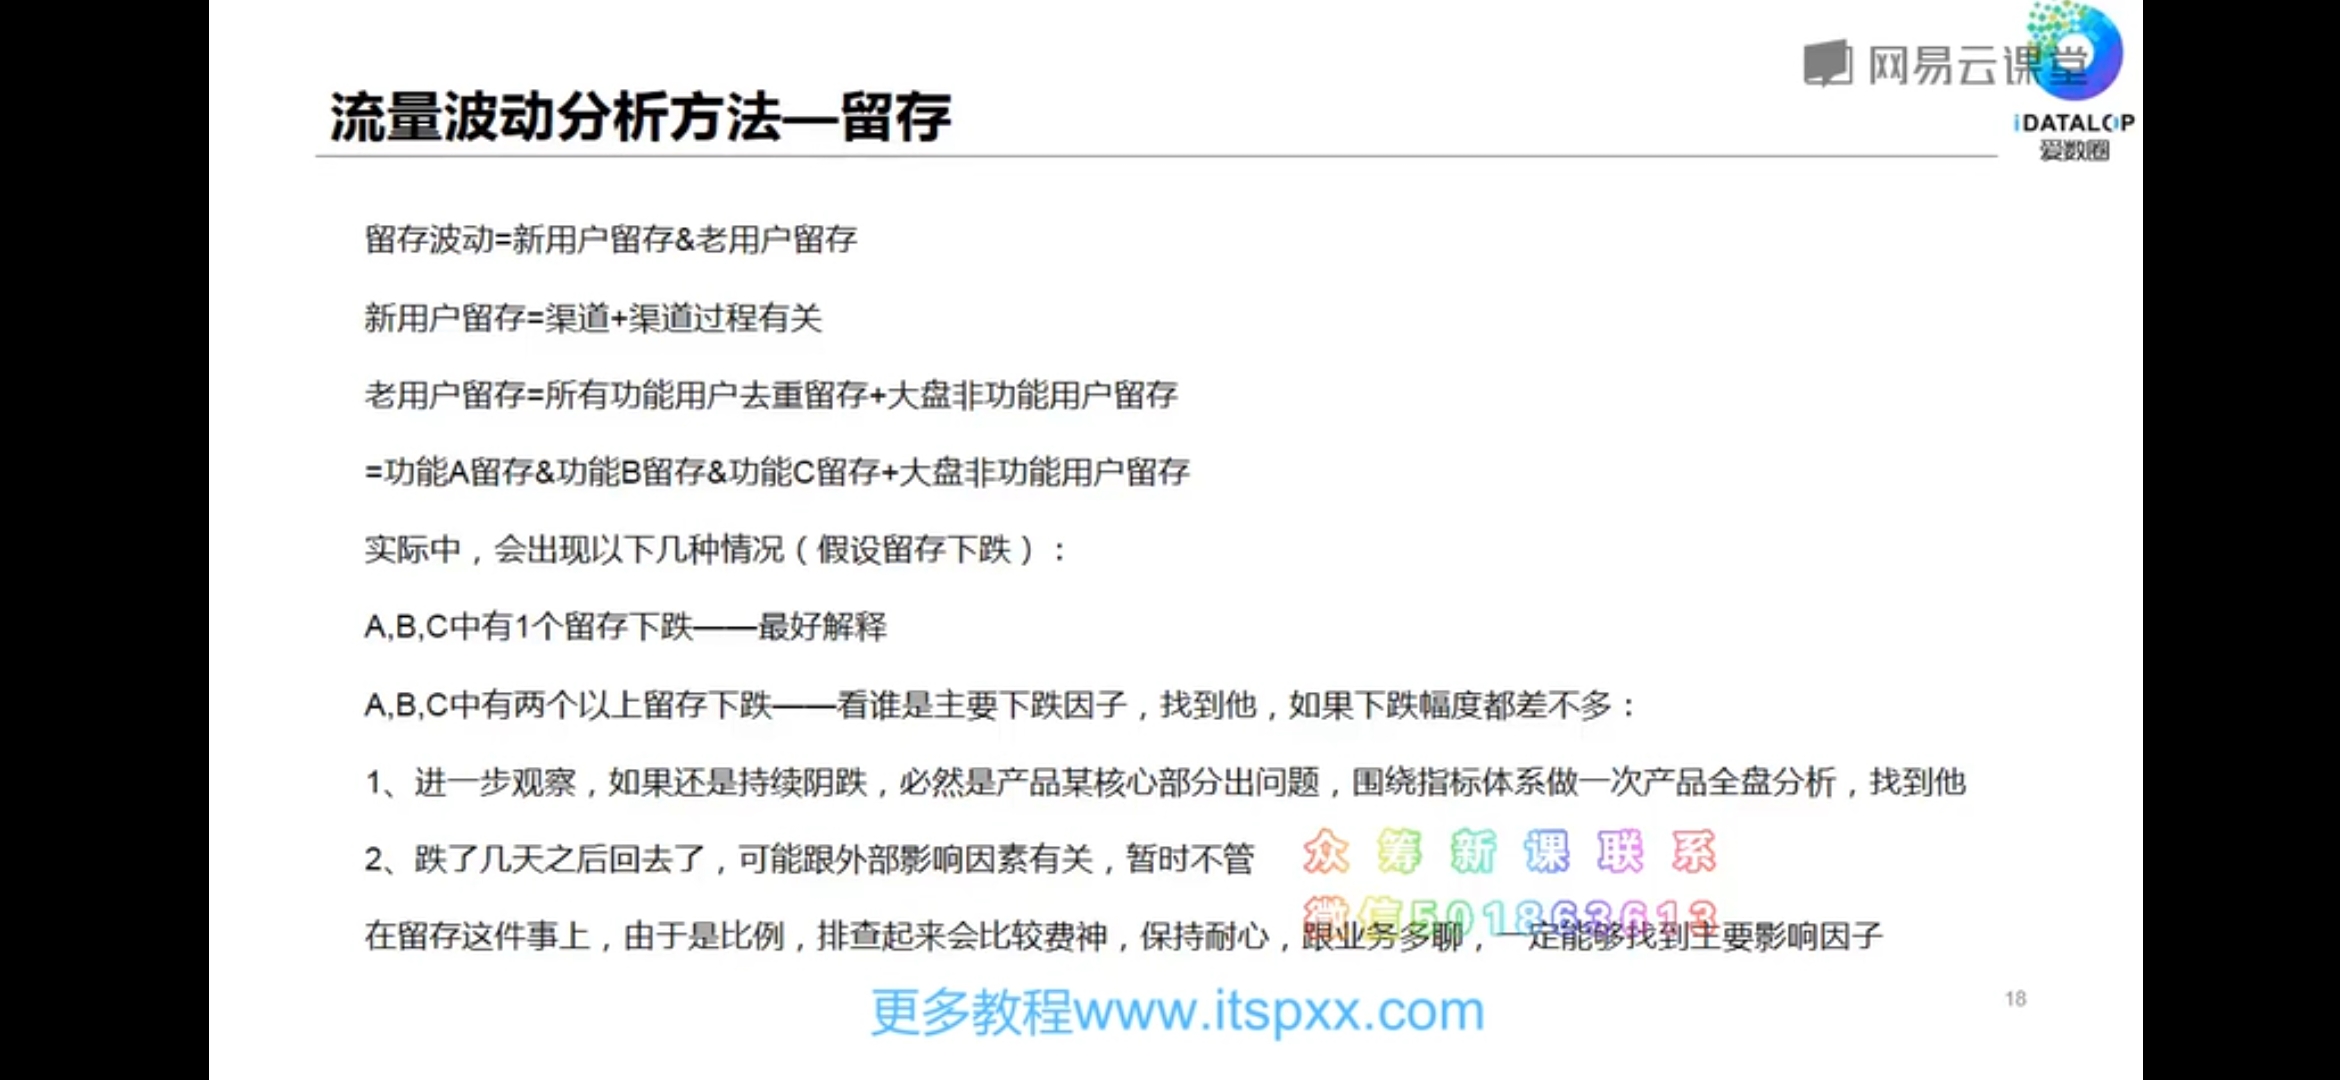 网易云课堂
iDATALOP
爱数圈
流量波动分析方法—留存
留存波动=新用户留存&老用户留存
新用户留存=渠道+渠道过程有关
老用户留存=所有功能用户去重留存+大盘非功能用户留存
=功能A留存&功能B留存&功能C留存+大盘非功能用户留存
实际中，会出现以下几种情况（假设留存下跌）：
A,B,C中有1个留存下跌——最好解释
A,B,C中有两个以上留存下跌——看谁是主要下跌因子，找到他，如果下跌幅度都差不多：
1、进一步观察，如果还是持续阴跌，必然是产品某核心部分出问题，围绕指标体系做一次产品全盘分析，找到他
2、跌了几天之后回去了，可能跟外部影响因素有关，暂时不管
众筹新课联系
微信501863613
在留存这件事上，由于是比例，排查起来会比较费神，保持耐心，跟业务多聊，一定能够找到主要影响因子
更多教程www.itspxx.com
18